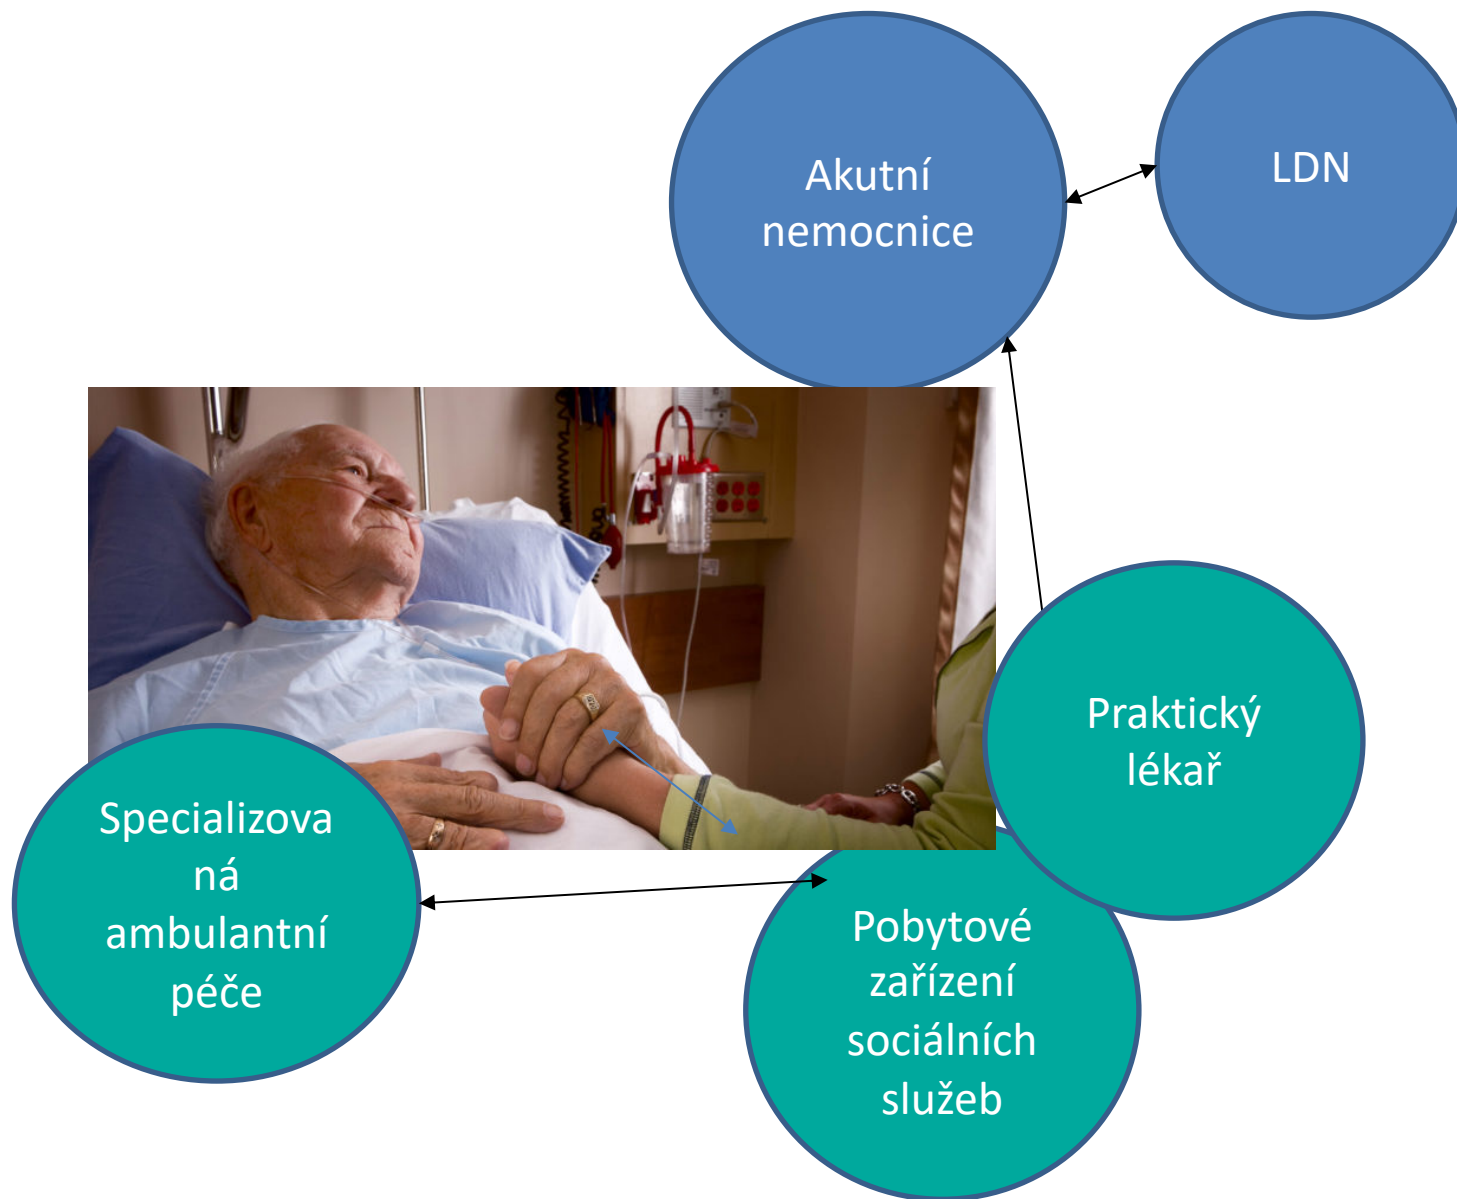 Akutní
nemocnice
LDN
Praktický
lékař
Specializova
ná
ambulantní
péče
Pobytové
zařízení
sociálních
služeb